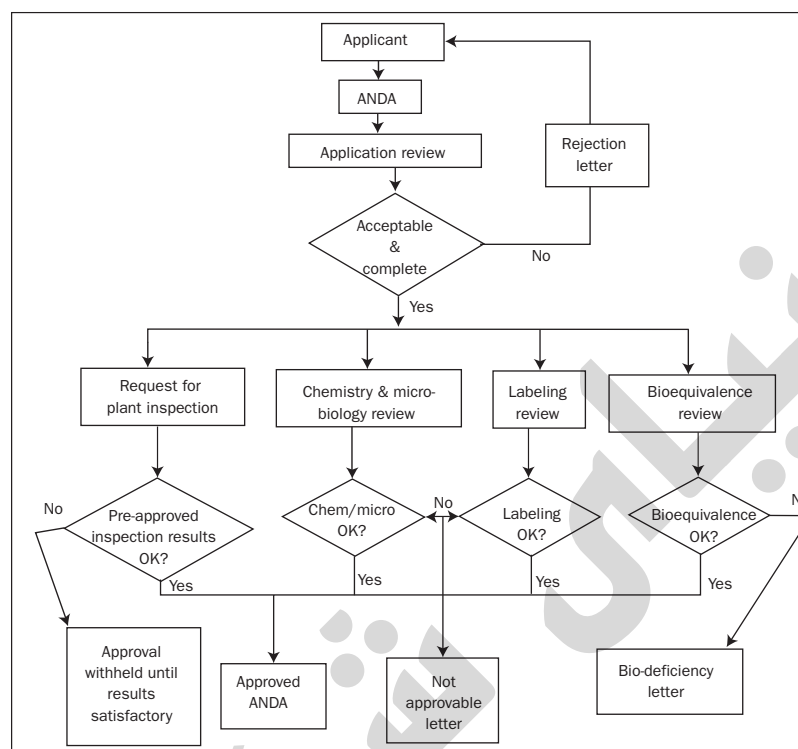 Applicant
ANDA
Application review
Rejection
letter
Acceptable
&
complete
No
Yes
Request for
plant inspection
Chemistry & micro-
biology review
Labeling
review
Bioequivalence
review
No
Pre-approved
inspection results
OK?
Yes
Chem/micro
OK?
Yes
No
Labeling
OK?
Yes
Bioequivalence
OK?
Yes
Approval
withheld until
results
satisfactory
Approved
ANDA
Not
approvable
letter
Bio-deficiency
letter